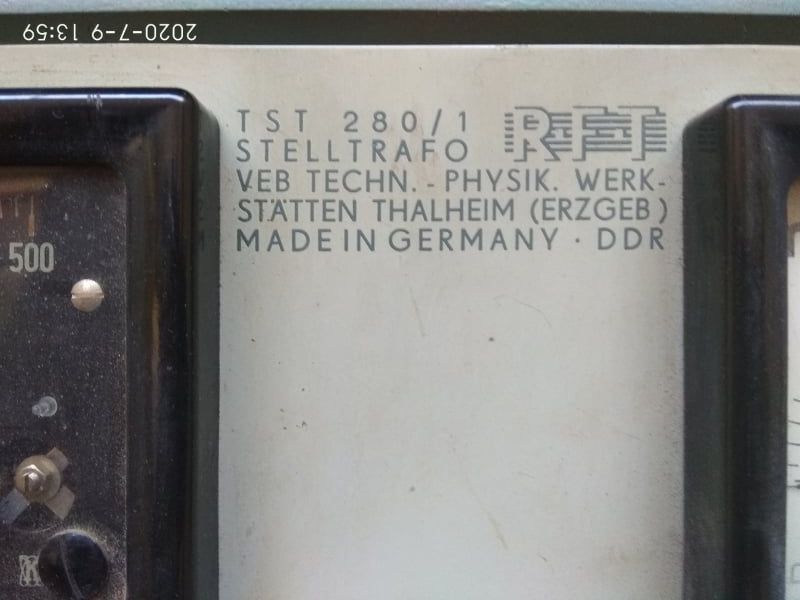 2020-7-9 13:59
TST 280/1 RFT
STELLTRAFO
VEB TECHN. - PHYSIK. WERK-
STÄTTEN THALHEIM (ERZGEB)
MADE IN GERMANY · DDR
500